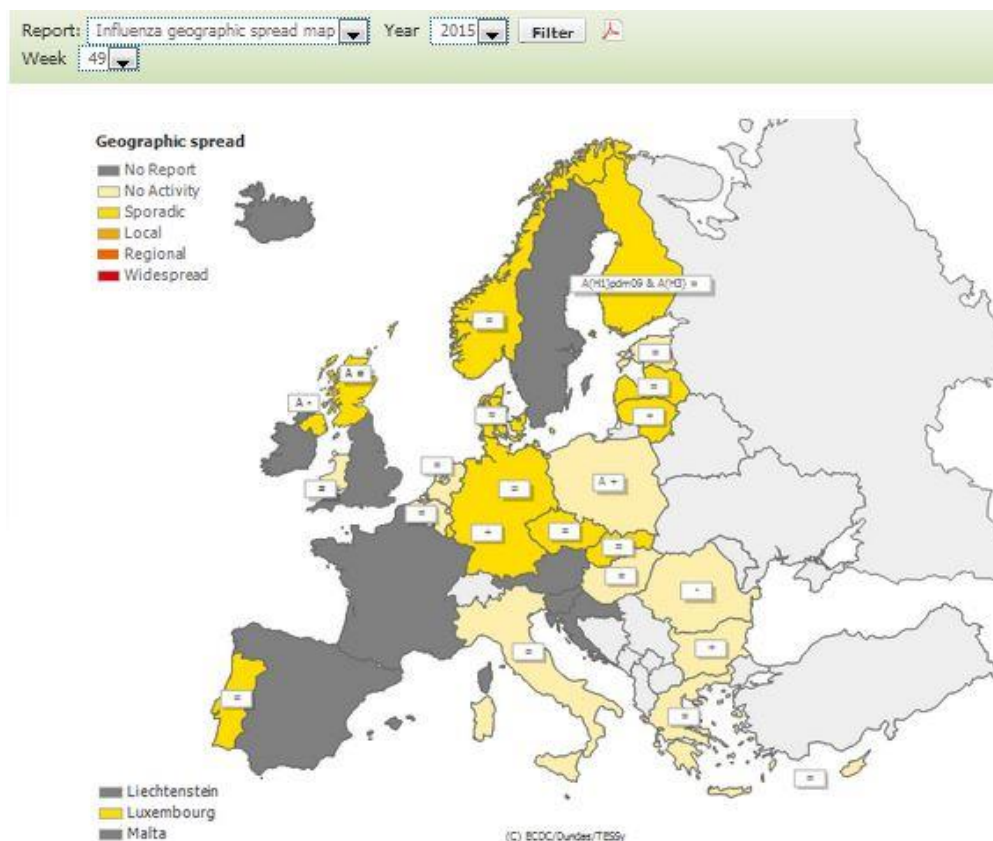 Report: Influenza geographic spread map Year 2015 Filter
Week 49
Geographic spread
No Report
No Activity
Sporadic
Local
Regional
Widespread
A(H1)pdm09 & A(H3) =
=
=
A =
=
=
A -
=
=
=
=
=
A +
+
=
=
=
-
+
=
=
=
=
Liechtenstein
Luxembourg
Malta
(C) ECDC/Dundas/TESSy